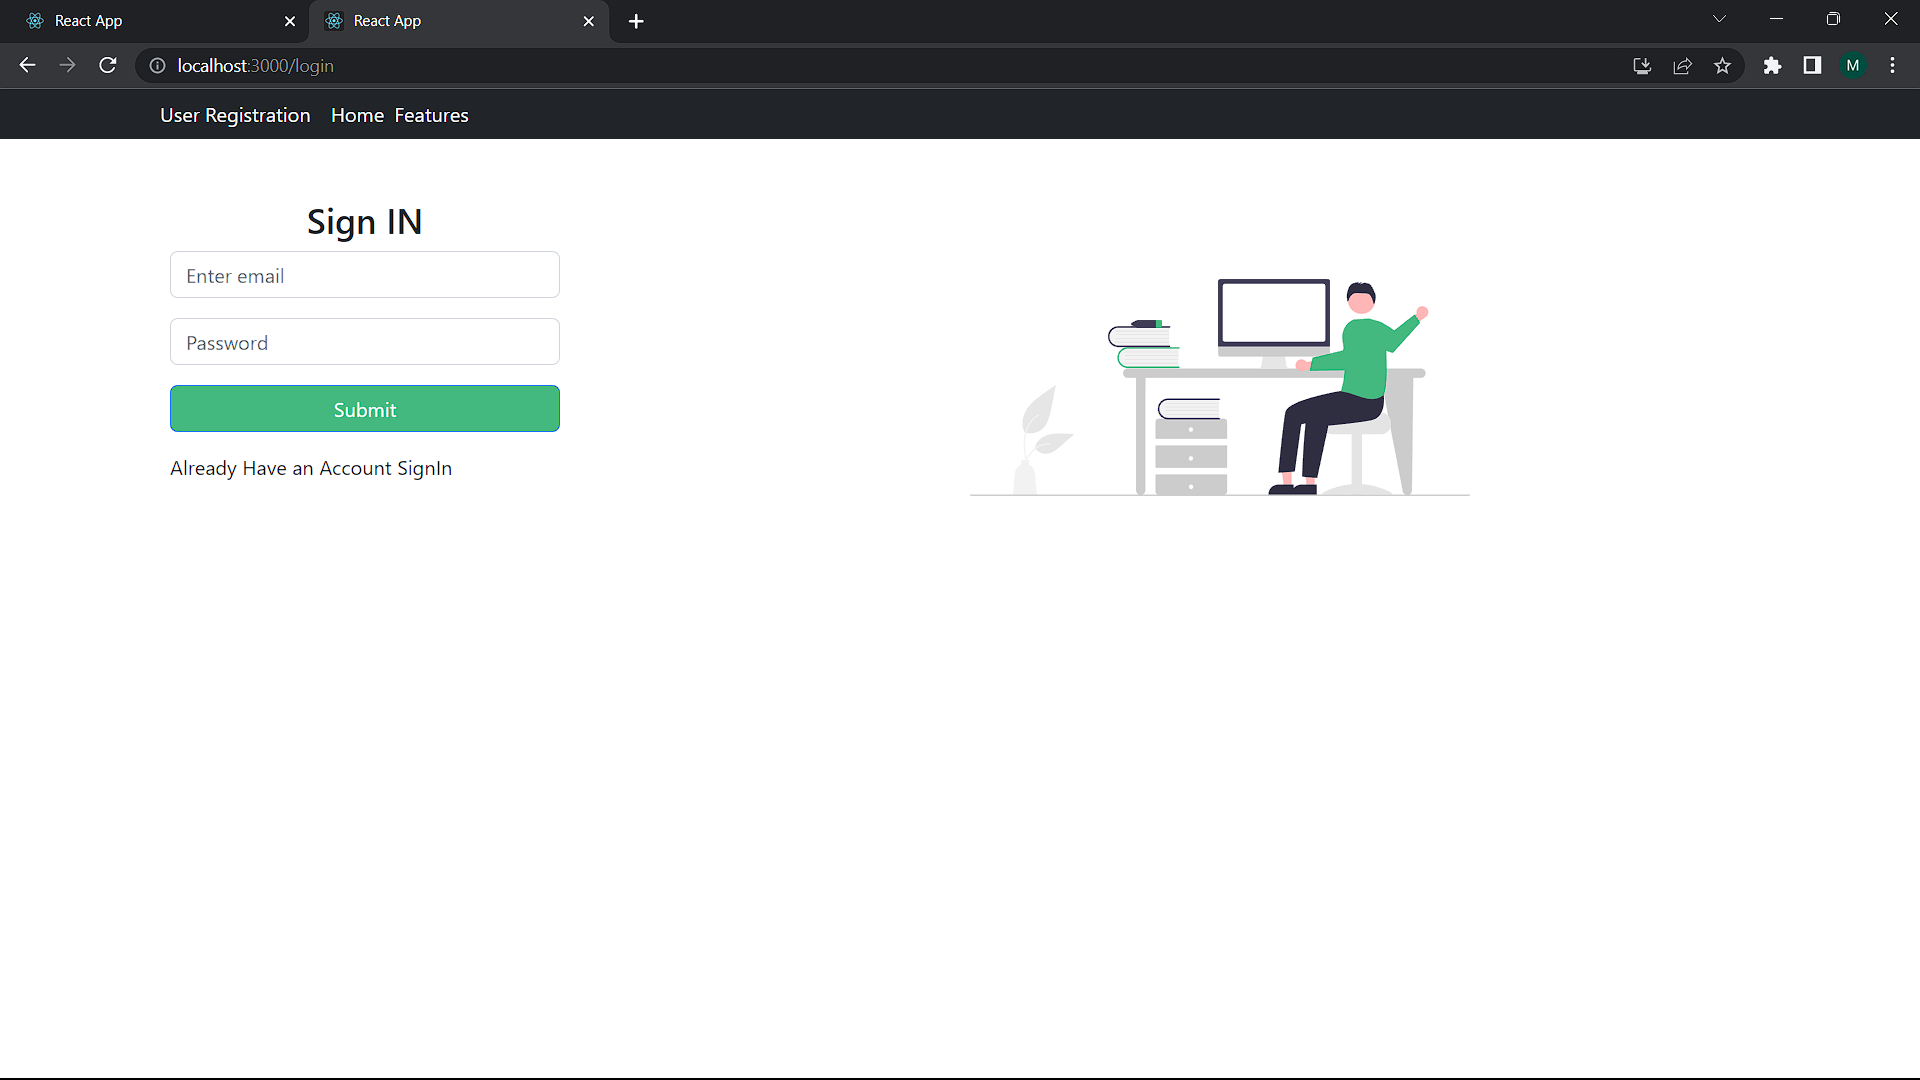 React App
React App
localhost:3000/login
M
User Registration Home Features
Sign IN
Enter email
Password
Submit
Already Have an Account SignIn